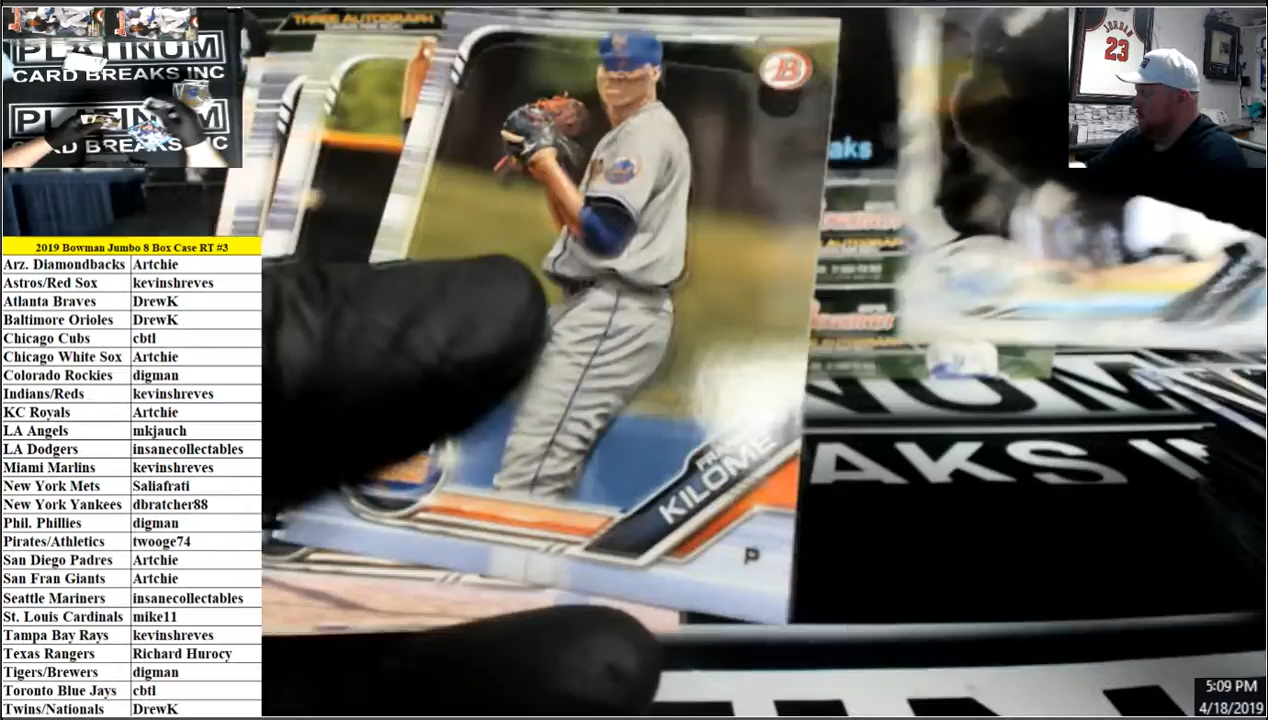 THREE AUTOGRAPH
PLATINUM
CARD BREAKS INC
PLATINUM
CARD BREAKS INC
B
JORDAN
23
aks
KILOME
P
NUM
AKS IN
2019 Bowman Jumbo 8 Box Case RT #3
Arz. Diamondbacks Artchie
Astros/Red Sox kevinshreves
Atlanta Braves DrewK
Baltimore Orioles DrewK
Chicago Cubs cbtl
Chicago White Sox Artchie
Colorado Rockies digman
Indians/Reds kevinshreves
KC Royals Artchie
LA Angels mkjauch
LA Dodgers insanecollectables
Miami Marlins kevinshreves
New York Mets Saliafrati
New York Yankees dbratcher88
Phil. Phillies digman
Pirates/Athletics twooge74
San Diego Padres Artchie
San Fran Giants Artchie
Seattle Mariners insanecollectables
St. Louis Cardinals mike11
Tampa Bay Rays kevinshreves
Texas Rangers Richard Hurocy
Tigers/Brewers digman
Toronto Blue Jays cbtl
Twins/Nationals DrewK
5:09 PM
4/18/2019